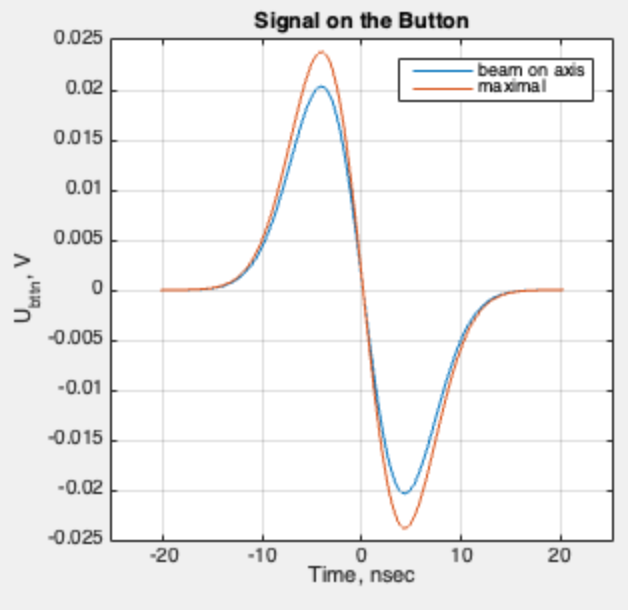 Signal on the Button
0.025
0.02
0.015
0.01
0.005
0
-0.005
-0.01
-0.015
-0.02
-0.025
U_bttn, V
beam on axis
maximal
-20 -10 0 10 20
Time, nsec